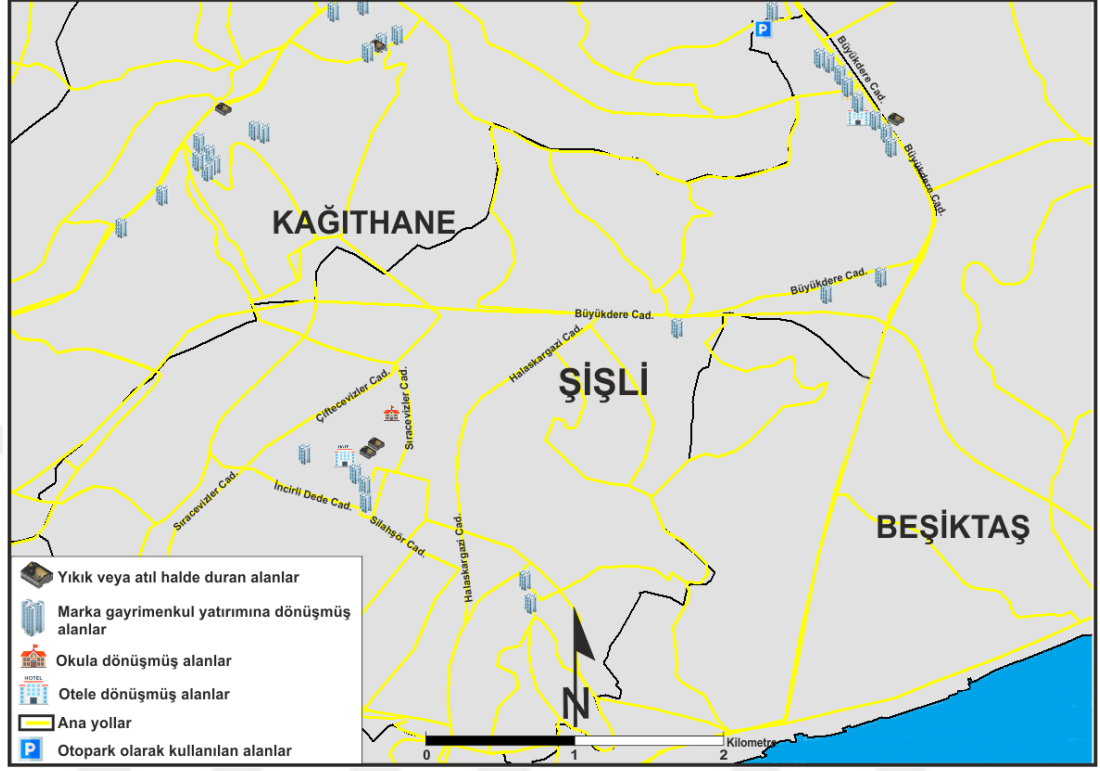 P
Büyükdere Cad.
Büyükdere Cad.
KAĞITHANE
Büyükdere Cad.
Büyükdere Cad.
Halaskargazi Cad.
ŞİŞLİ
Çiftecevizler Cad.
Sıracevizler Cad.
Sıracevizler Cad.
İncirli Dede Cad.
Silahşör Cad.
Halaskargazi Cad.
BEŞİKTAŞ
Yıkık veya atıl halde duran alanlar
Marka gayrimenkul yatırımına dönüşmüş
alanlar
Okula dönüşmüş alanlar
HOTEL
Otele dönüşmüş alanlar
Ana yollar
P
Otopark olarak kullanılan alanlar
N
0
1
2
Kilometre